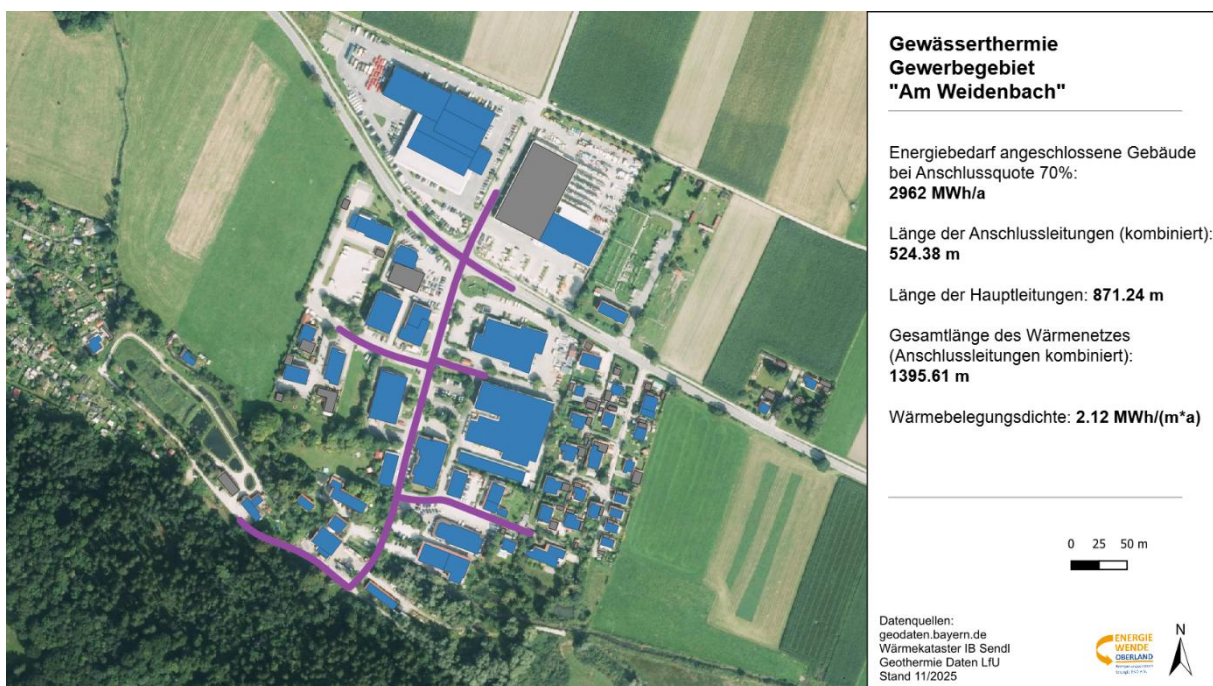 Gewässerthermie
Gewerbegebiet
"Am Weidenbach"
Energiebedarf angeschlossene Gebäude
bei Anschlussquote 70%:
2962 MWh/a
Länge der Anschlussleitungen (kombiniert):
524.38 m
Länge der Hauptleitungen: 871.24 m
Gesamtlänge des Wärmenetzes
(Anschlussleitungen kombiniert):
1395.61 m
Wärmebelegungsdichte: 2.12 MWh/(m*a)
0 25 50 m
Datenquellen:
geodaten.bayern.de
Wärmekataster IB Sendl
Geothermie Daten LfU
Stand 11/2025
ENERGIE
WENDE
OBERLAND
N